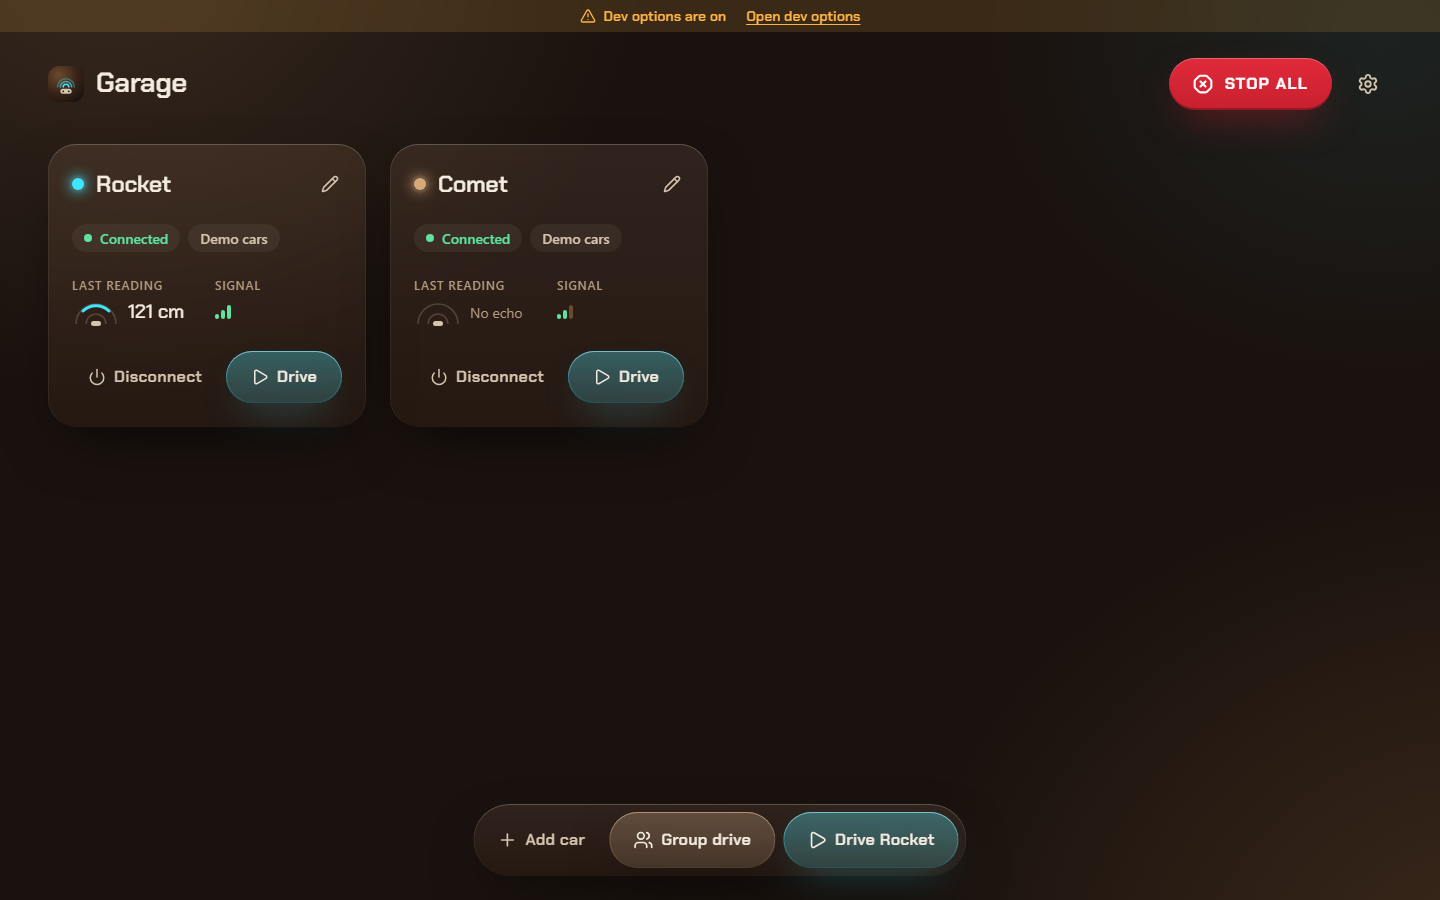 Dev options are on Open dev options
Garage
STOP ALL
Rocket
Connected Demo cars
LAST READING SIGNAL
121 cm
Disconnect Drive
Comet
Connected Demo cars
LAST READING SIGNAL
No echo
Disconnect Drive
Add car Group drive Drive Rocket